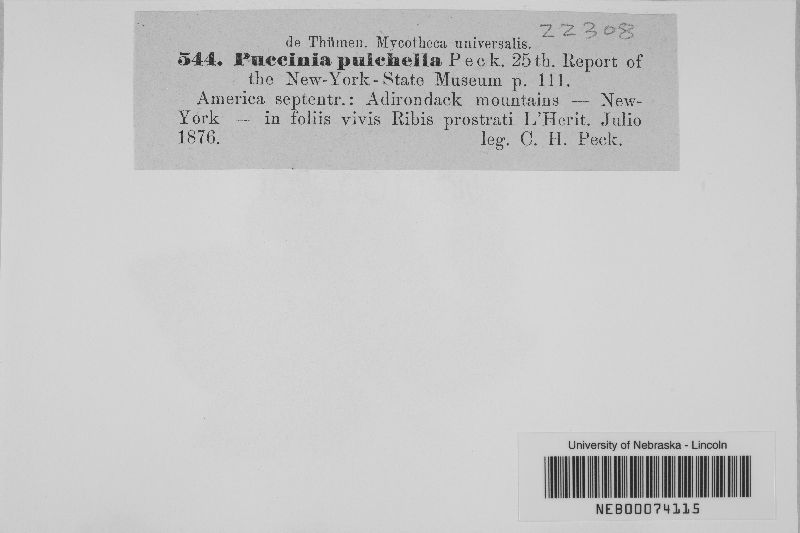 22308
de Thümen. Mycotheca universalis.
544. Puccinia pulchella Peck. 25th. Report of
the New-York-State Museum p. 111.
America septentr.: Adirondack mountains — New-
York — in foliis vivis Ribis prostrati L'Herit. Julio
1876. leg. C. H. Peck.
University of Nebraska - Lincoln
NEB00074115